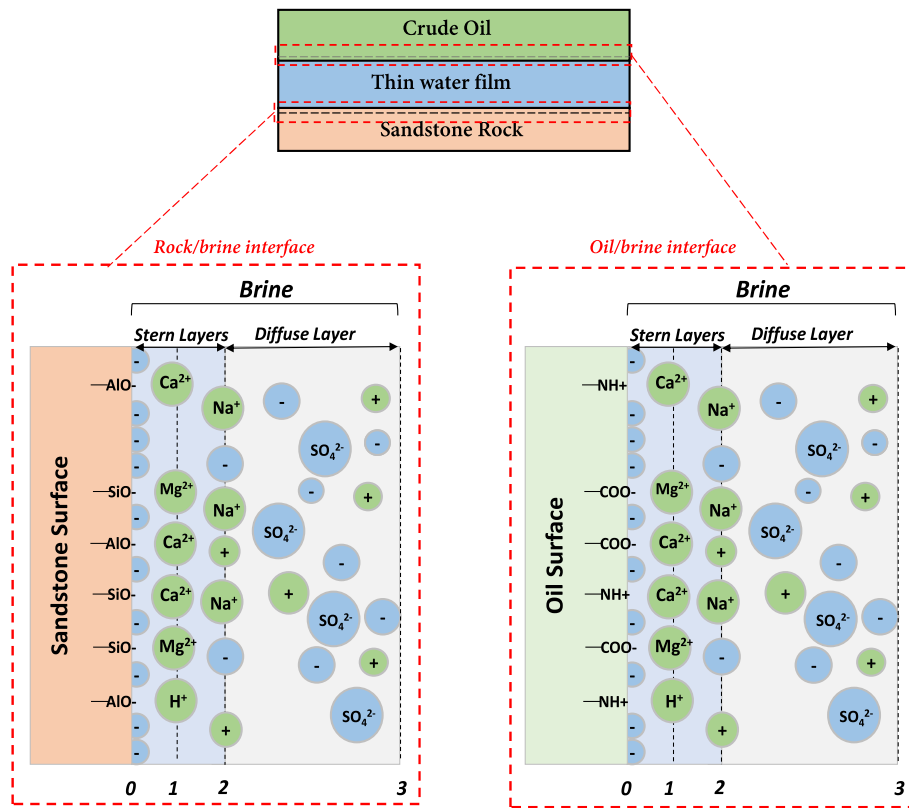 Crude Oil
Thin water film
Sandstone Rock
Rock/brine interface
Brine
Stern Layers
Diffuse Layer
Sandstone Surface
AlO-
SiO-
AlO-
SiO-
SiO-
AlO-
-
-
-
-
-
-
-
-
-
-
Ca²⁺
Mg²⁺
Ca²⁺
Ca²⁺
Mg²⁺
H⁺
Na⁺
-
Na⁺
+
Na⁺
-
+
-
+
SO₄²⁻
-
-
+
SO₄²⁻
-
+
SO₄²⁻
-
-
+
SO₄²⁻
0 1 2 3
Oil/brine interface
Brine
Stern Layers
Diffuse Layer
Oil Surface
NH+
COO-
COO-
NH+
COO-
NH+
-
-
-
-
-
-
-
-
-
-
Ca²⁺
Mg²⁺
Ca²⁺
Ca²⁺
Mg²⁺
H⁺
Na⁺
-
Na⁺
+
Na⁺
-
+
-
+
SO₄²⁻
-
-
+
SO₄²⁻
-
+
SO₄²⁻
-
-
+
SO₄²⁻
0 1 2 3